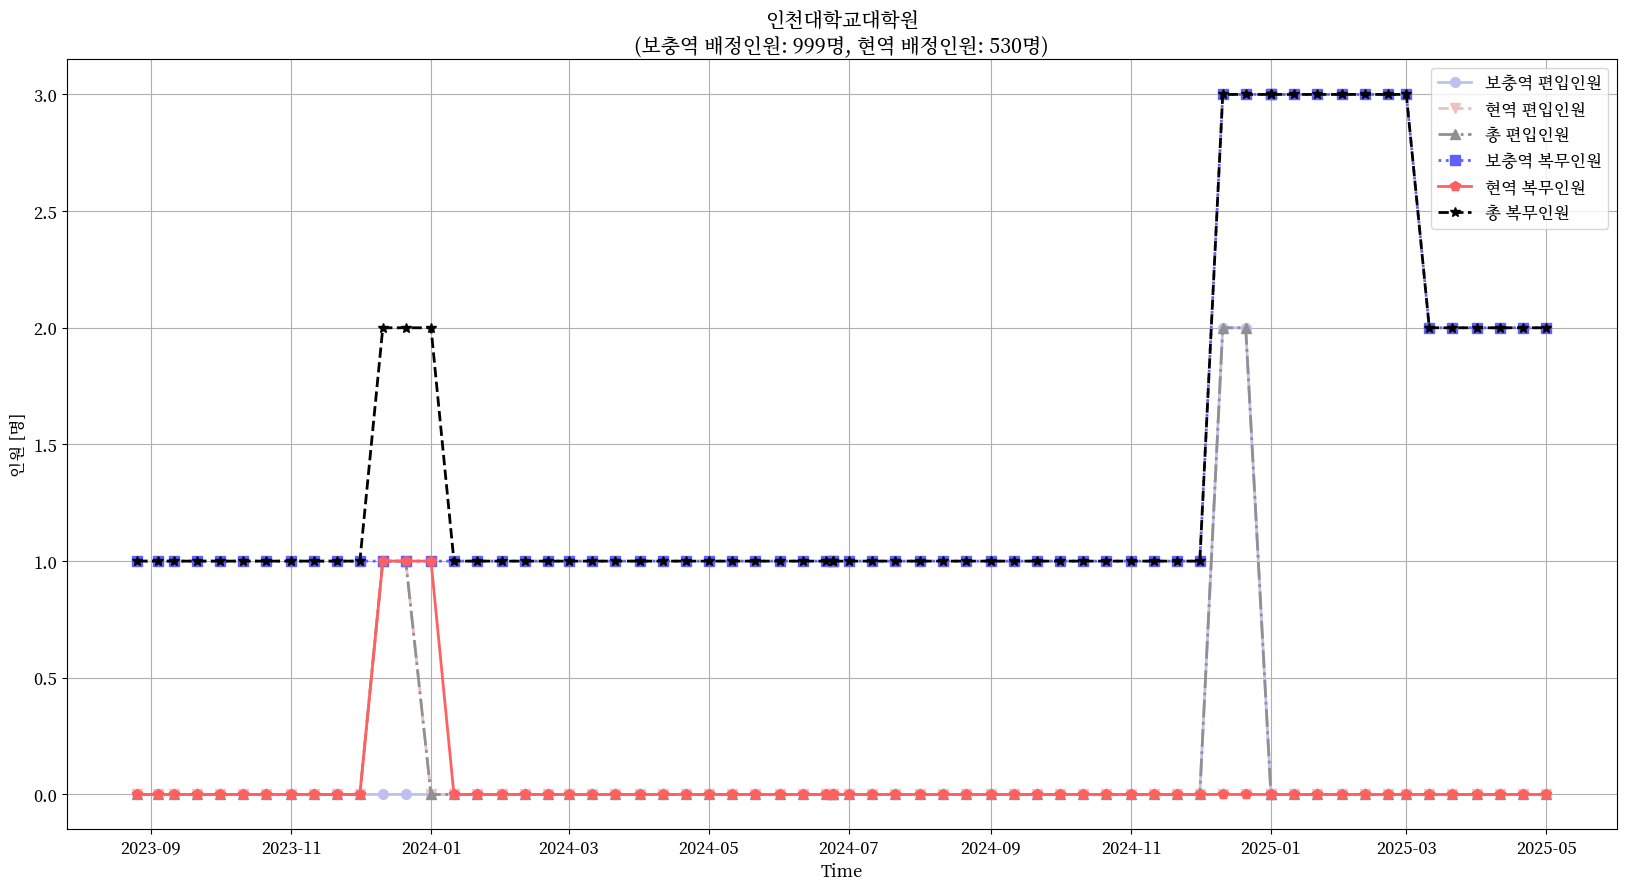 인천대학교대학원
(보충역 배정인원: 999명, 현역 배정인원: 530명)
인원 [명]
3.0
2.5
2.0
1.5
1.0
0.5
0.0
보충역 편입인원
현역 편입인원
총 편입인원
보충역 복무인원
현역 복무인원
총 복무인원
2023-09
2023-11
2024-01
2024-03
2024-05
2024-07
2024-09
2024-11
2025-01
2025-03
2025-05
Time